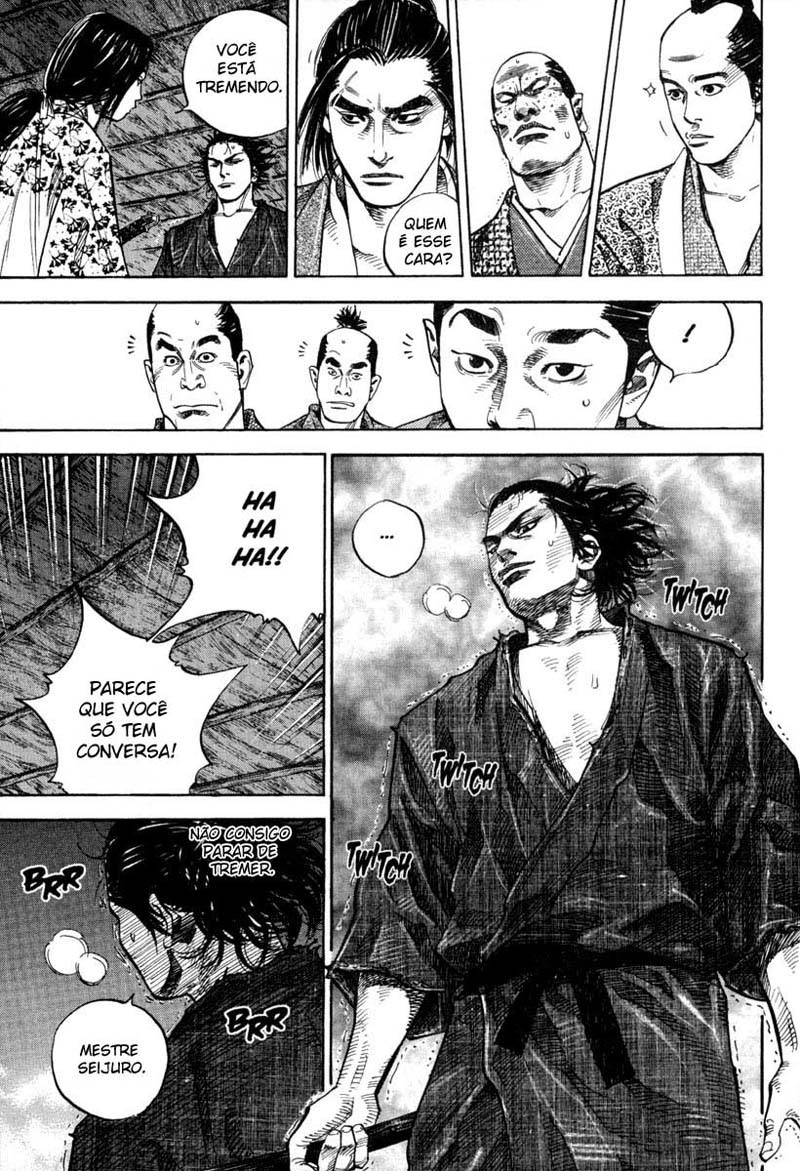 VOCÊ
ESTÁ
TREMENDO.
QUEM
É ESSE
CARA?
!
HA
HA
HA!!
PARECE
QUE VOCÊ
SÓ TEM
CONVERSA!
...
TWITCH
TWITCH
TWITCH
NÃO CONSIGO
PARAR DE
TREMER.
BRR
BRR
MESTRE
SEIJURO.